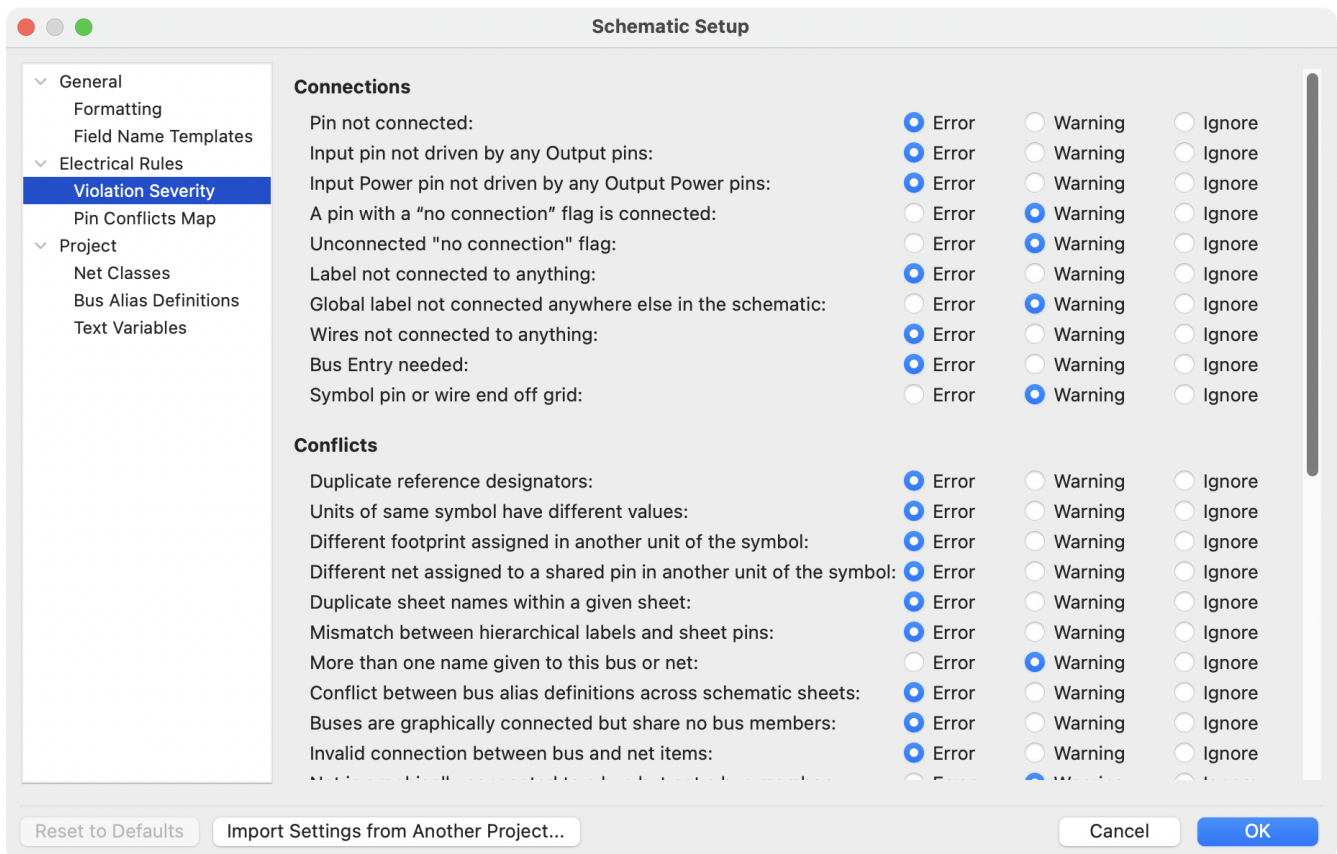 Schematic Setup
General
Formatting
Field Name Templates
Electrical Rules
Violation Severity
Pin Conflicts Map
Project
Net Classes
Bus Alias Definitions
Text Variables
Connections
Pin not connected: Error Warning Ignore
Input pin not driven by any Output pins: Error Warning Ignore
Input Power pin not driven by any Output Power pins: Error Warning Ignore
A pin with a “no connection” flag is connected: Error Warning Ignore
Unconnected "no connection" flag: Error Warning Ignore
Label not connected to anything: Error Warning Ignore
Global label not connected anywhere else in the schematic: Error Warning Ignore
Wires not connected to anything: Error Warning Ignore
Bus Entry needed: Error Warning Ignore
Symbol pin or wire end off grid: Error Warning Ignore
Conflicts
Duplicate reference designators: Error Warning Ignore
Units of same symbol have different values: Error Warning Ignore
Different footprint assigned in another unit of the symbol: Error Warning Ignore
Different net assigned to a shared pin in another unit of the symbol: Error Warning Ignore
Duplicate sheet names within a given sheet: Error Warning Ignore
Mismatch between hierarchical labels and sheet pins: Error Warning Ignore
More than one name given to this bus or net: Error Warning Ignore
Conflict between bus alias definitions across schematic sheets: Error Warning Ignore
Buses are graphically connected but share no bus members: Error Warning Ignore
Invalid connection between bus and net items: Error Warning Ignore
Reset to Defaults
Import Settings from Another Project...
Cancel
OK